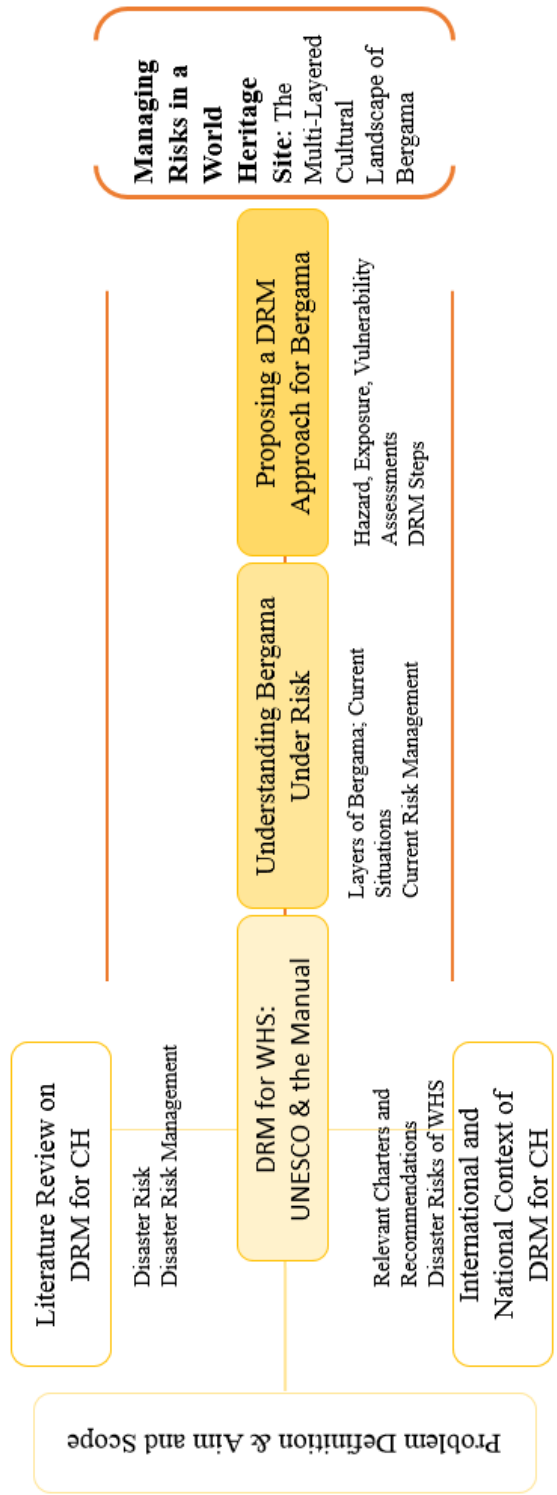 Problem Definition & Aim and Scope
Literature Review on
DRM for CH
Disaster Risk
Disaster Risk Management
DRM for WHS:
UNESCO & the Manual
Relevant Charters and
Recommendations
Disaster Risks of WHS
International and
National Context of
DRM for CH
Understanding Bergama
Under Risk
Layers of Bergama; Current
Situations
Current Risk Management
Proposing a DRM
Approach for Bergama
Hazard, Exposure, Vulnerability
Assessments
DRM Steps
Managing
Risks in a
World
Heritage
Site: The
Multi-Layered
Cultural
Landscape of
Bergama